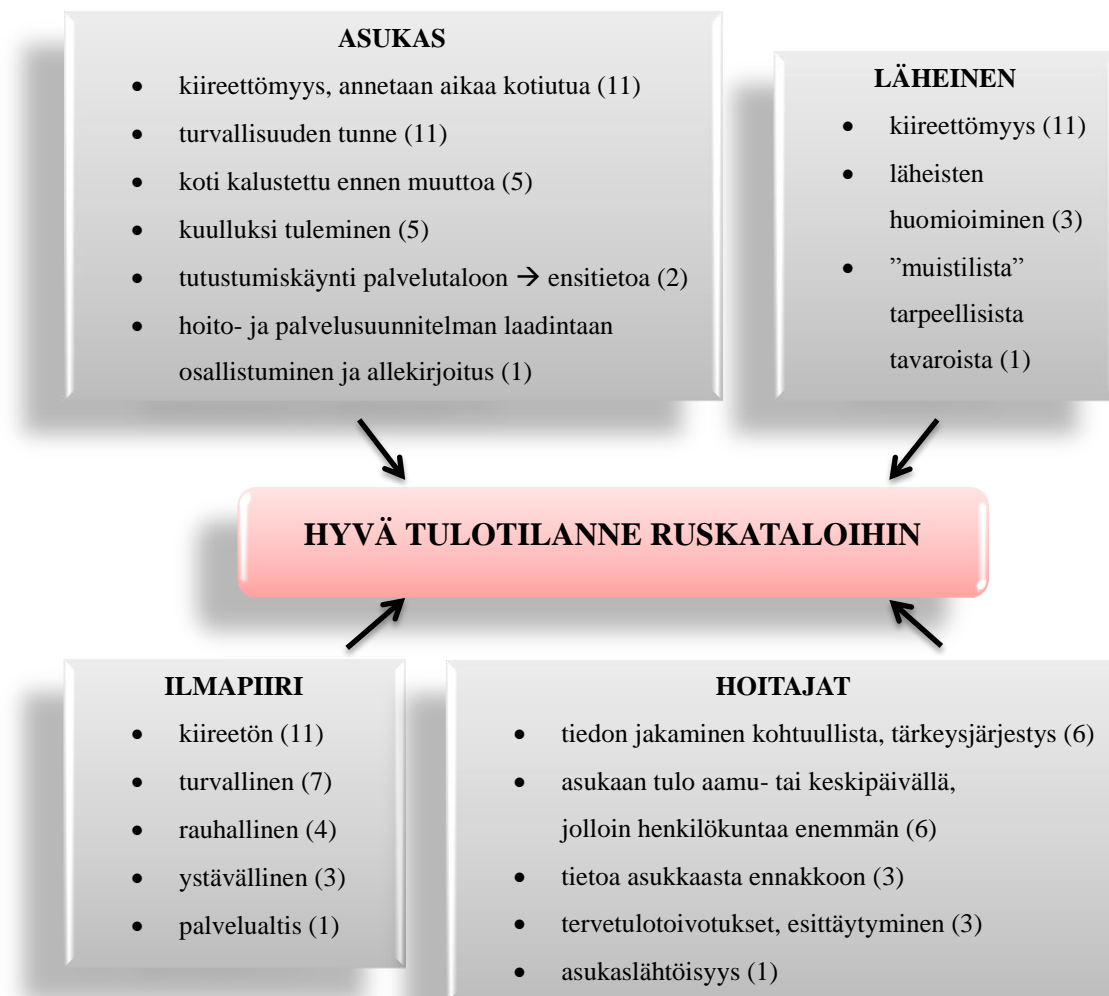 ASUKAS
• kiireettömyys, annetaan aikaa kotiutua (11)
• turvallisuuden tunne (11)
• koti kalustettu ennen muuttoa (5)
• kuulluksi tuleminen (5)
• tutustumiskäynti palvelutaloon → ensitietoa (2)
• hoito- ja palvelusuunnitelman laadintaan
osallistuminen ja allekirjoitus (1)
LÄHEINEN
• kiireettömyys (11)
• läheisten
huomioiminen (3)
• ”muistilista”
tarpeellisista
tavaroista (1)
HYVÄ TULOTILANNE RUSKATALOIHIN
ILMAPIIRI
• kiireetön (11)
• turvallinen (7)
• rauhallinen (4)
• ystävällinen (3)
• palvelualtis (1)
HOITAJAT
• tiedon jakaminen kohtuullista, tärkeysjärjestys (6)
• asukaan tulo aamu- tai keskipäivällä,
jolloin henkilökuntaa enemmän (6)
• tietoa asukkaasta ennakkoon (3)
• tervetulotoivotukset, esittäytyminen (3)
• asukaslähtöisyys (1)